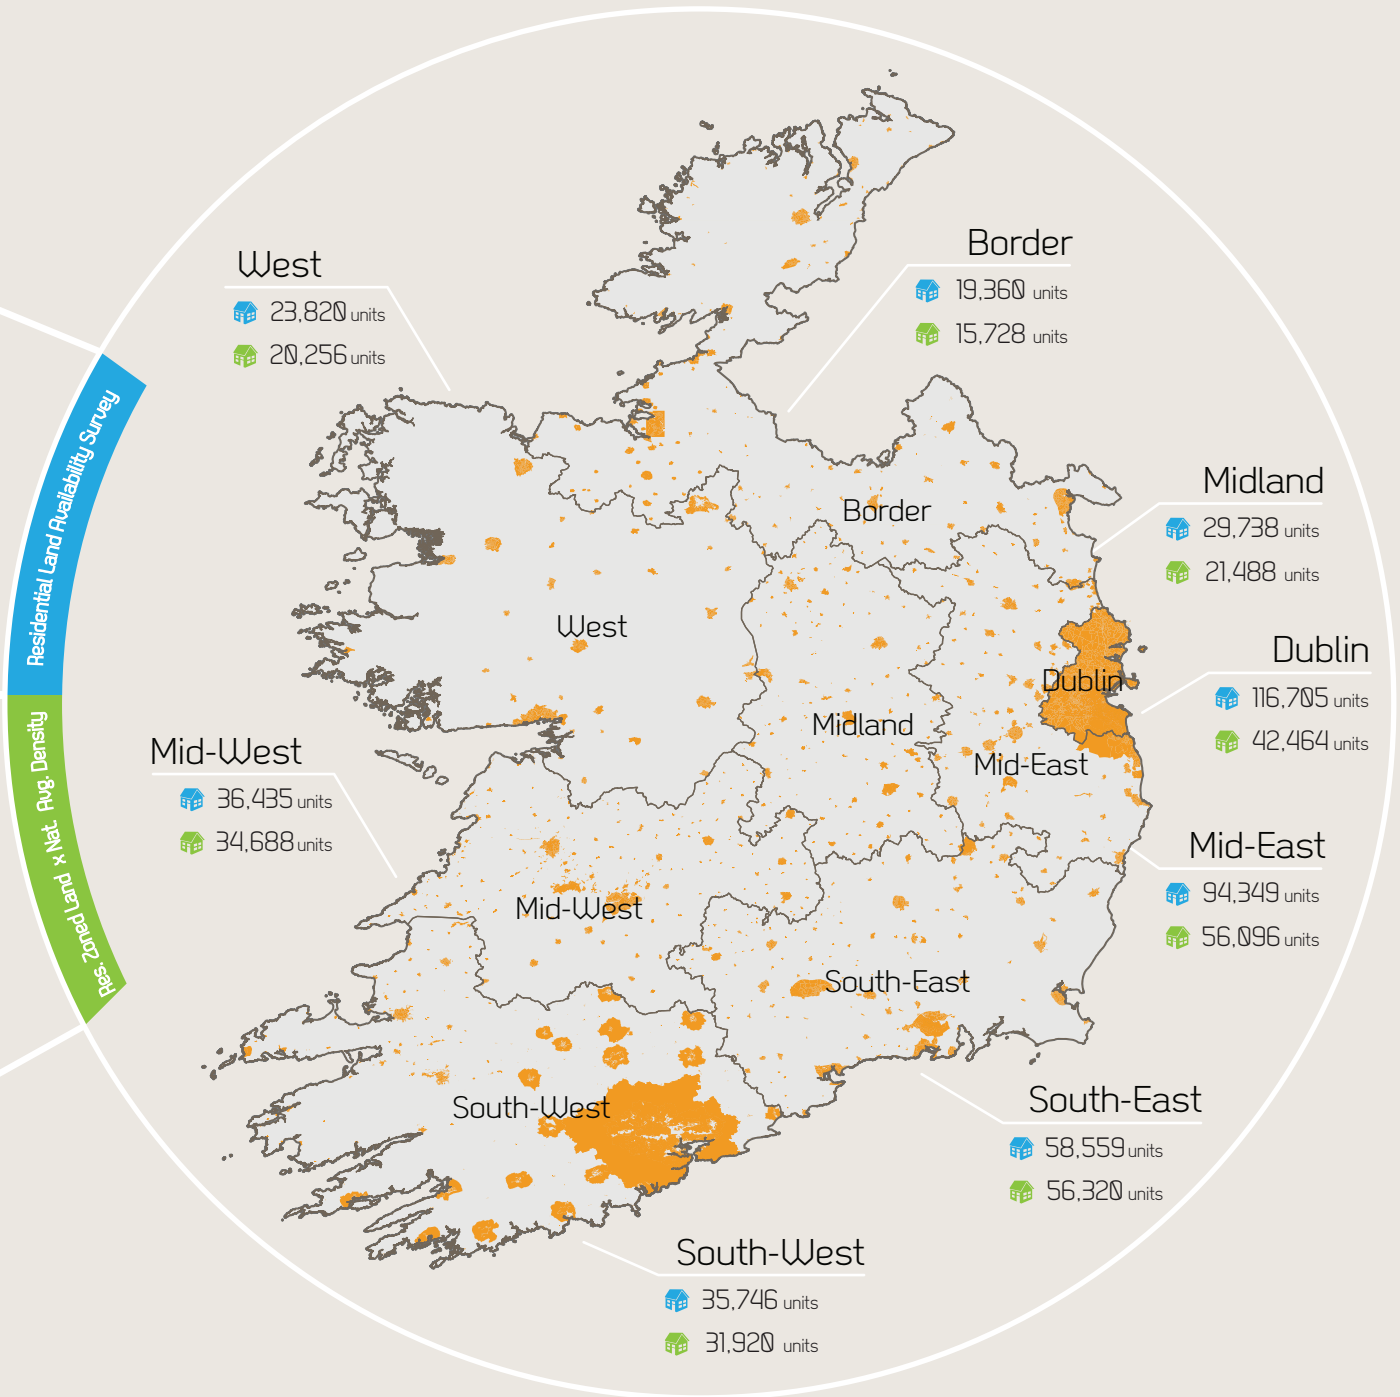 Border
19,360 units
15,728 units
West
23,820 units
20,256 units
Residential Land Availability Survey
Res. Zoned Land x Nat. Avg. Density
Midland
29,738 units
21,488 units
Border
Dublin
116,705 units
42,464 units
West
Dublin
Midland
Mid-East
Mid-West
36,435 units
34,688 units
Mid-East
94,349 units
56,096 units
Mid-West
South-East
South-West
South-East
58,559 units
56,320 units
South-West
35,746 units
31,920 units